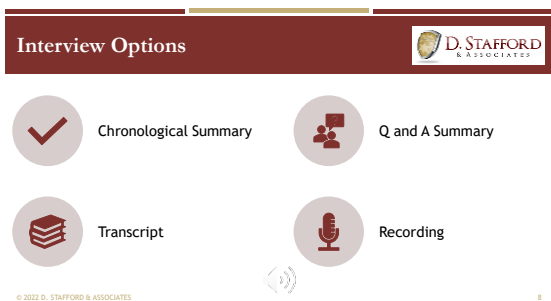 Interview Options
D. STAFFORD
& ASSOCIATES
Chronological Summary
Q and A Summary
Transcript
Recording
© 2022 D. STAFFORD & ASSOCIATES
8